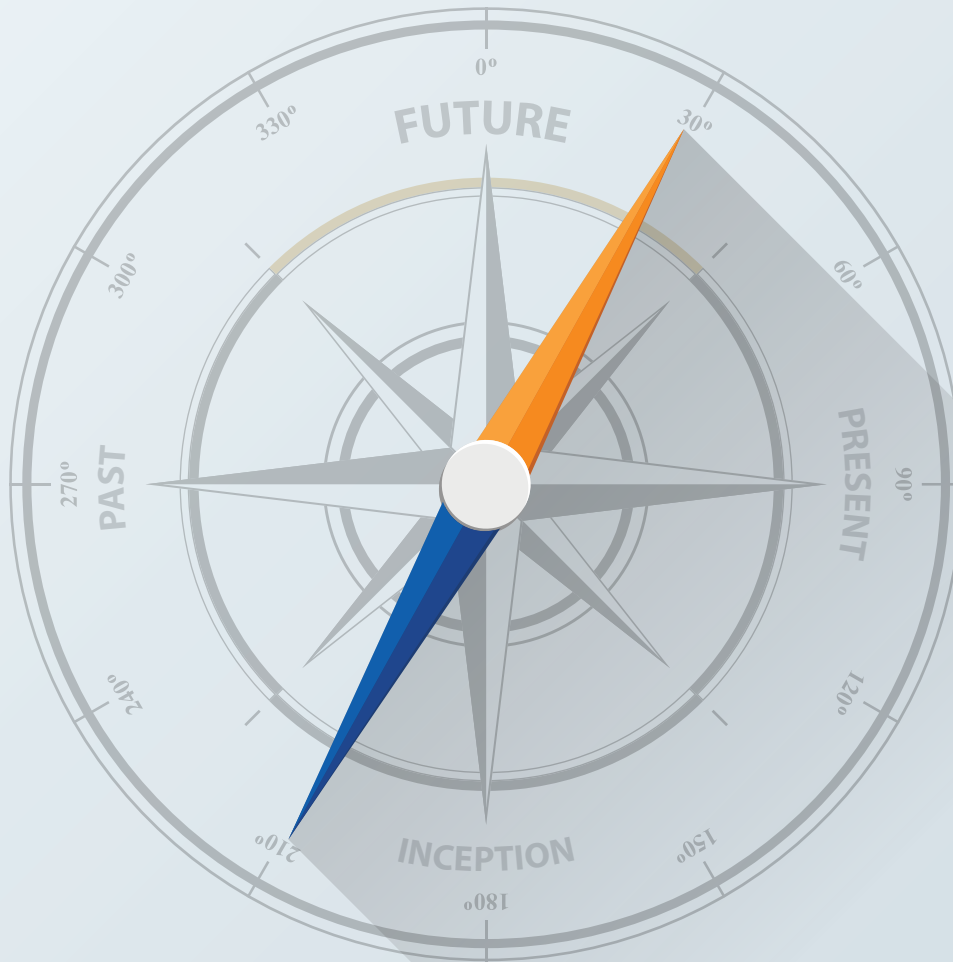 0º
330º
30º
FUTURE
300º
60º
PAST
270º
PRESENT
90º
240º
120º
210º
150º
INCEPTION
180º